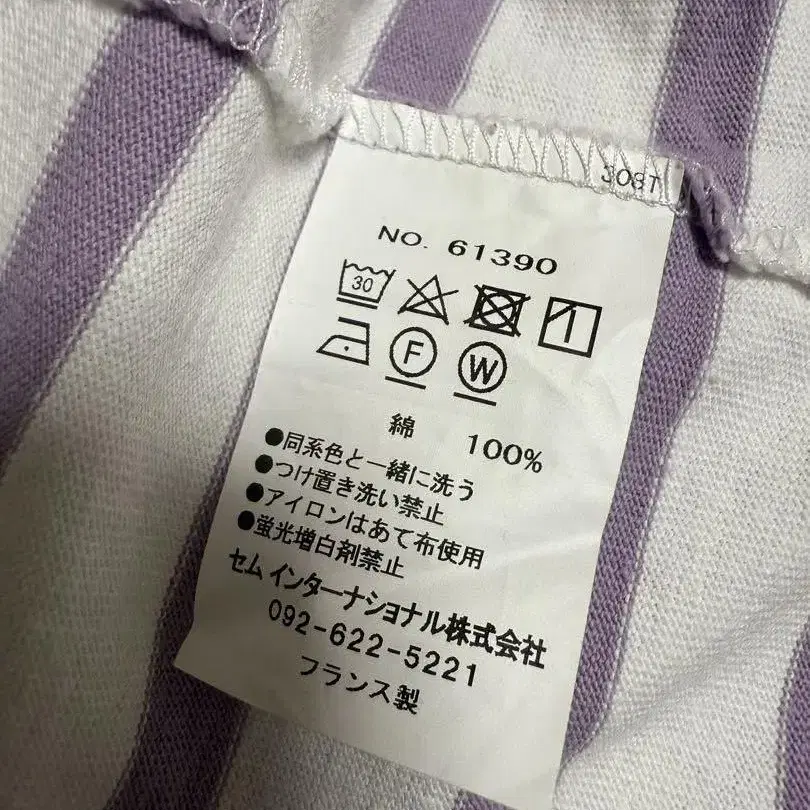 308T
NO. 61390
30
F W
綿 100%
●同系色と一緒に洗う
●つけ置き洗い禁止
●アイロンはあて布使用
●蛍光増白剤禁止
セム インターナショナル株式会社
092-622-5221
フランス製